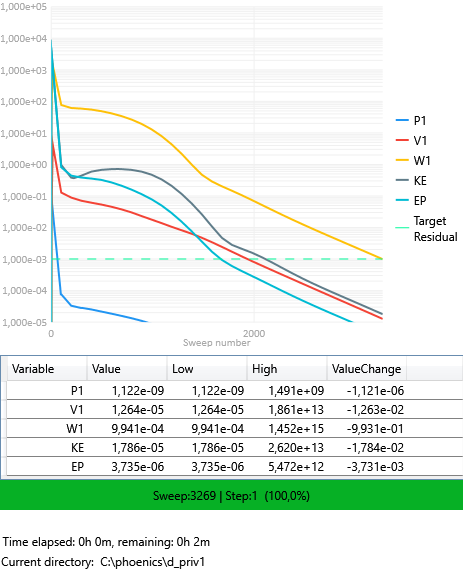 1,000e+05
1,000e+04
1,000e+03
1,000e+02
1,000e+01
1,000e+00
1,000e-01
1,000e-02
1,000e-03
1,000e-04
1,000e-05
0 2000
Sweep number
P1
V1
W1
KE
EP
Target
Residual
Variable Value Low High ValueChange
P1 1,122e-09 1,122e-09 1,491e+09 -1,121e-06
V1 1,264e-05 1,264e-05 1,861e+13 -1,263e-02
W1 9,941e-04 9,941e-04 1,452e+15 -9,931e-01
KE 1,786e-05 1,786e-05 2,620e+13 -1,784e-02
EP 3,735e-06 3,735e-06 5,472e+12 -3,731e-03
Sweep:3269 | Step:1 (100,0%)
Time elapsed: 0h 0m, remaining: 0h 2m
Current directory: C:\phoenics\d_priv1